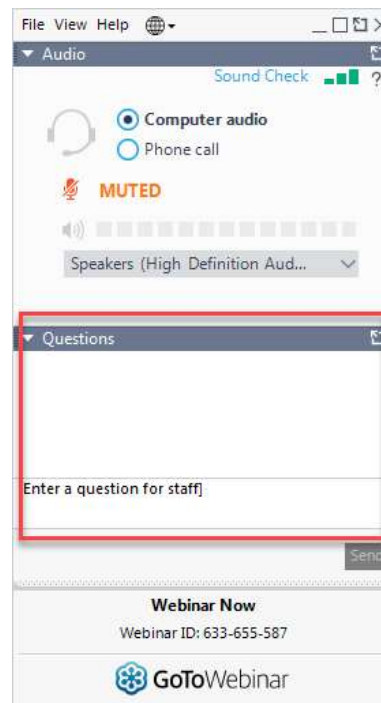 File View Help
Audio
Sound Check
?
Computer audio
Phone call
MUTED
Speakers (High Definition Aud...
Questions
Enter a question for staff]
Send
Webinar Now
Webinar ID: 633-655-587
GoToWebinar